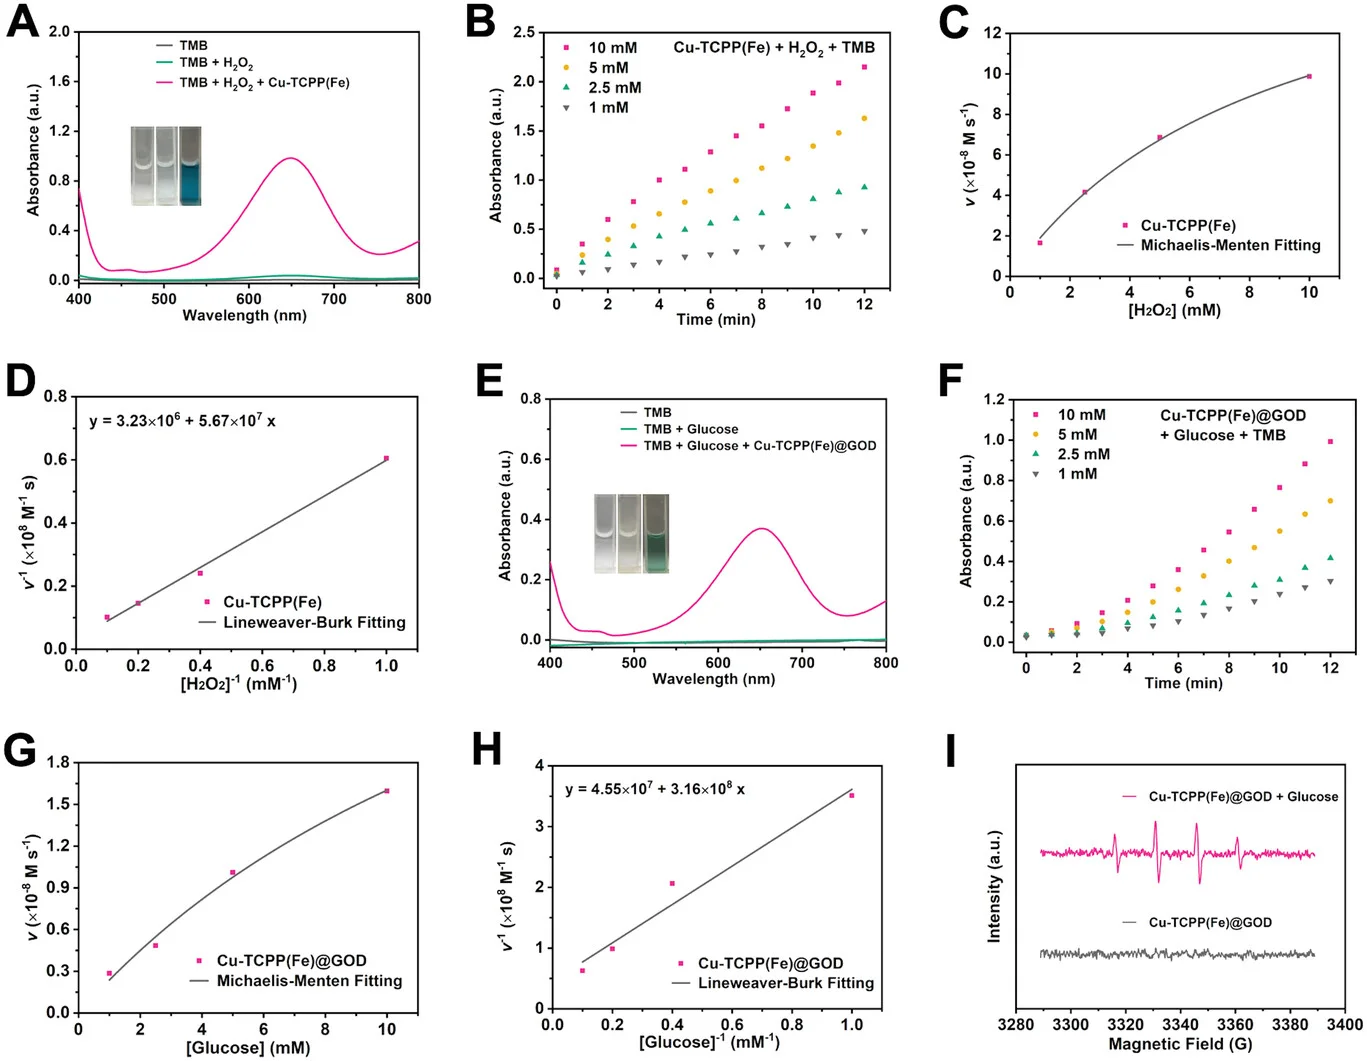 A
2.0
1.6
1.2
0.8
0.4
0.0
400
500
600
700
800
Absorbance (a.u.)
Wavelength (nm)
TMB
TMB + H2O2
TMB + H2O2 + Cu-TCPP(Fe)
B
2.5
2.0
1.5
1.0
0.5
0.0
0
2
4
6
8
10
12
Absorbance (a.u.)
Time (min)
10 mM
5 mM
2.5 mM
1 mM
Cu-TCPP(Fe) + H2O2 + TMB
C
12
10
8
6
4
2
0
0
2
4
6
8
10
v (×10-8 M s-1)
[H2O2] (mM)
Cu-TCPP(Fe)
Michaelis-Menten Fitting
D
0.8
0.6
0.4
0.2
0.0
0.0
0.2
0.4
0.6
0.8
1.0
v-1 (×108 M-1 s)
[H2O2]-1 (mM-1)
y = 3.23×106 + 5.67×107 x
Cu-TCPP(Fe)
Lineweaver-Burk Fitting
E
0.8
0.6
0.4
0.2
0.0
400
500
600
700
800
Absorbance (a.u.)
Wavelength (nm)
TMB
TMB + Glucose
TMB + Glucose + Cu-TCPP(Fe)@GOD
F
1.2
1.0
0.8
0.6
0.4
0.2
0.0
0
2
4
6
8
10
12
Absorbance (a.u.)
Time (min)
10 mM
5 mM
2.5 mM
1 mM
Cu-TCPP(Fe)@GOD
+ Glucose + TMB
G
1.8
1.5
1.2
0.9
0.6
0.3
0.0
0
2
4
6
8
10
v (×10-8 M s-1)
[Glucose] (mM)
Cu-TCPP(Fe)@GOD
Michaelis-Menten Fitting
H
4
3
2
1
0
0.0
0.2
0.4
0.6
0.8
1.0
v-1 (×108 M-1 s)
[Glucose]-1 (mM-1)
y = 4.55×107 + 3.16×108 x
Cu-TCPP(Fe)@GOD
Lineweaver-Burk Fitting
I
Intensity (a.u.)
Cu-TCPP(Fe)@GOD + Glucose
Cu-TCPP(Fe)@GOD
3280
3300
3320
3340
3360
3380
3400
Magnetic Field (G)